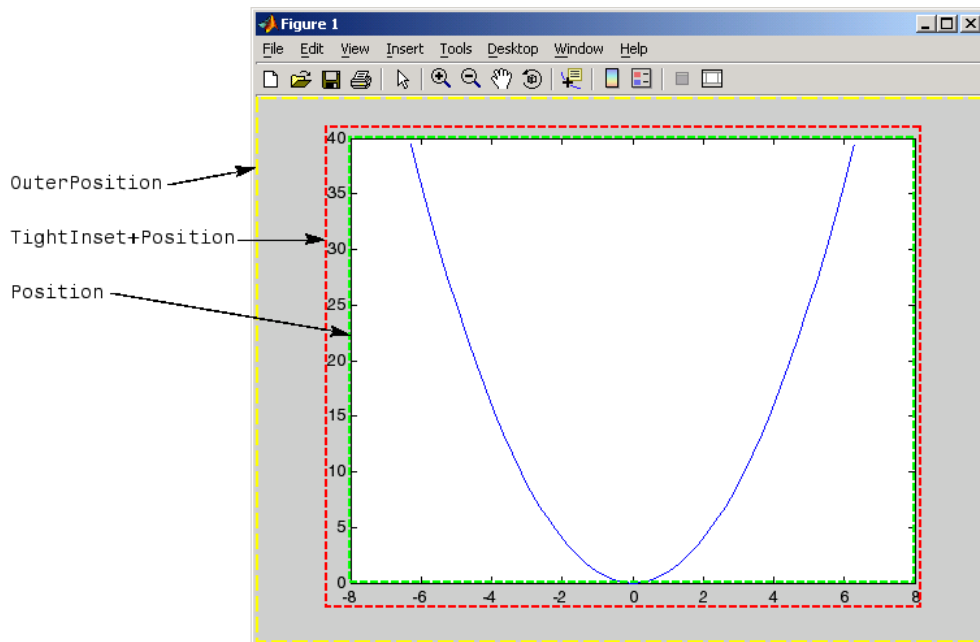 Figure 1
File Edit View Insert Tools Desktop Window Help
OuterPosition
TightInset+Position
Position
40
35
30
25
20
15
10
5
0
-8 -6 -4 -2 0 2 4 6 8